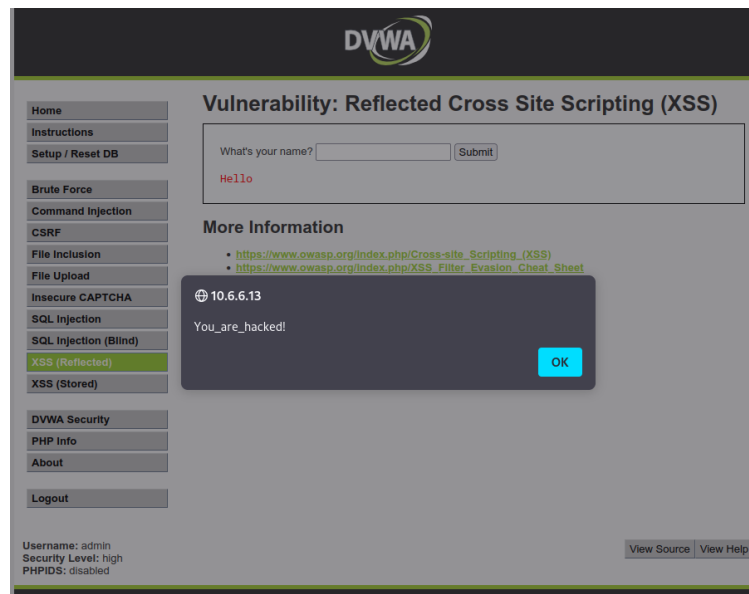 DVWA
Vulnerability: Reflected Cross Site Scripting (XSS)
Home
Instructions
Setup / Reset DB
Brute Force
Command Injection
CSRF
File Inclusion
File Upload
Insecure CAPTCHA
SQL Injection
SQL Injection (Blind)
XSS (Reflected)
XSS (Stored)
DVWA Security
PHP Info
About
Logout
What's your name? Submit
Hello
More Information
https://www.owasp.org/index.php/Cross-site_Scripting_(XSS)
https://www.owasp.org/index.php/XSS_Filter_Evasion_Cheat_Sheet
10.6.6.13
You_are_hacked!
OK
Username: admin
Security Level: high
PHPIDS: disabled
View Source View Help